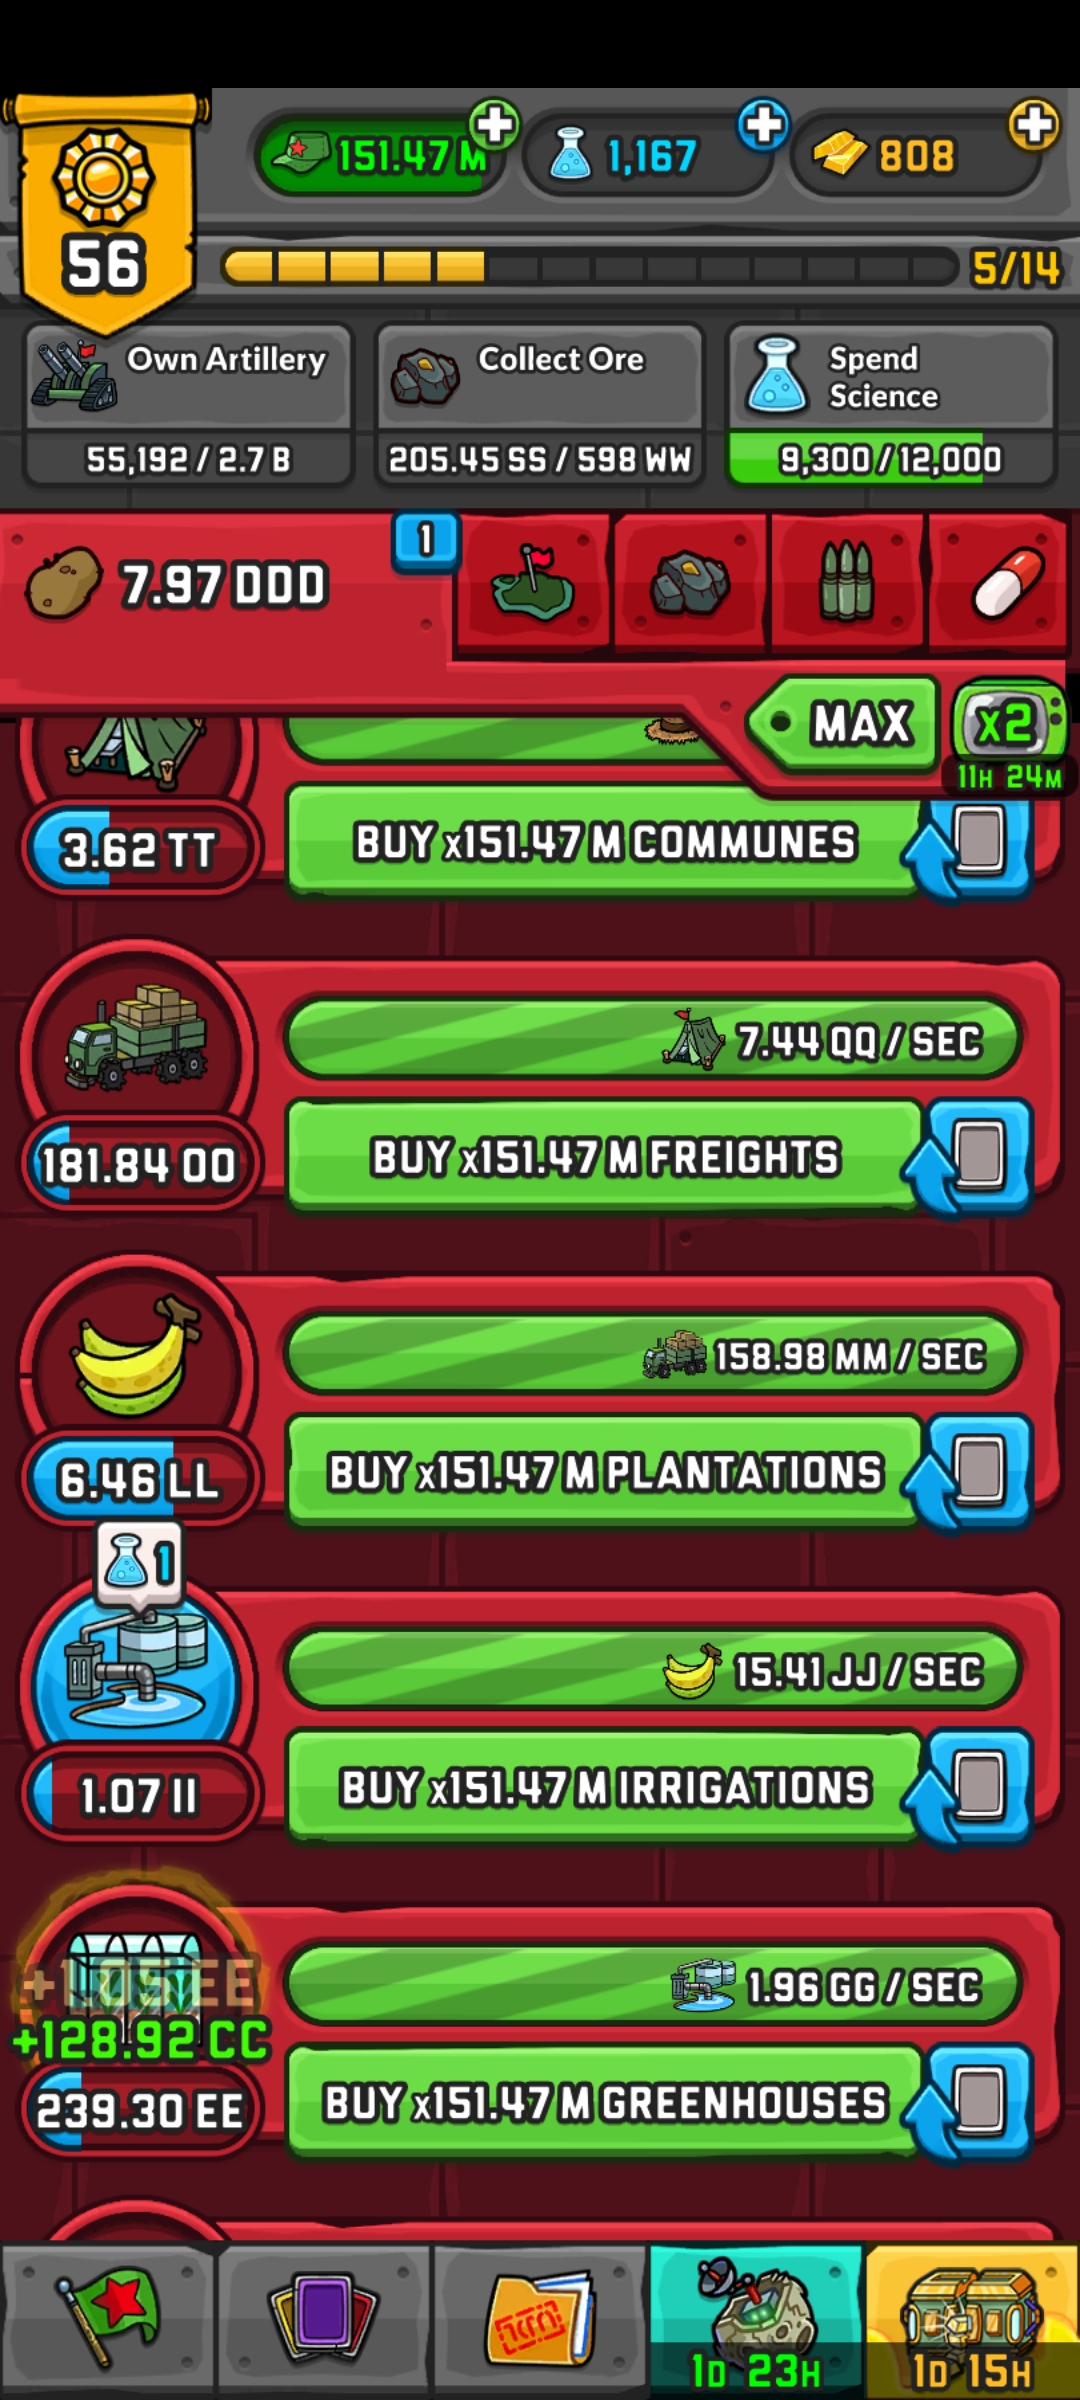 151.47 M
1,167
808
56
5/14
Own Artillery
55,192 / 2.7 B
Collect Ore
205.45 SS / 598 WW
Spend
Science
9,300 / 12,000
7.97 DDD
1
MAX
x2
11H 24M
3.62 TT
BUY x151.47 M COMMUNES
7.44 QQ / SEC
181.84 OO
BUY x151.47 M FREIGHTS
158.98 MM / SEC
6.46 LL
BUY x151.47 M PLANTATIONS
1
15.41 JJ / SEC
1.07 II
BUY x151.47 M IRRIGATIONS
1.96 GG / SEC
+1.05 EE
+128.92 CC
239.30 EE
BUY x151.47 M GREENHOUSES
1D 23H
1D 15H